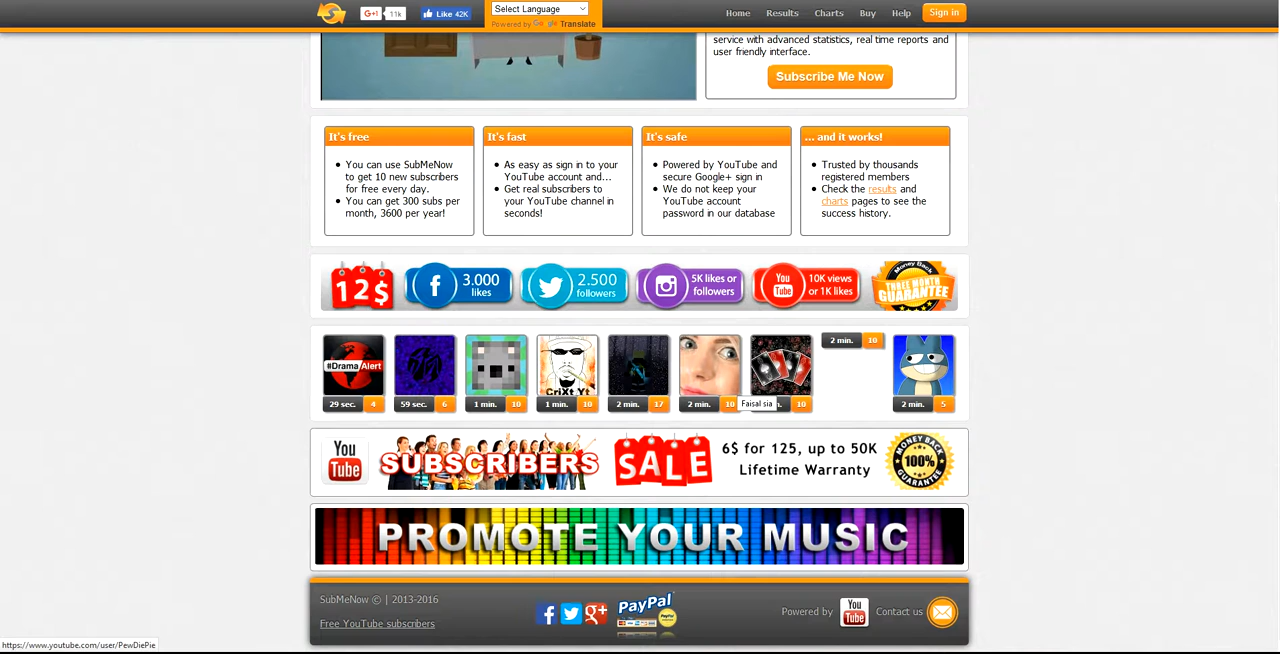 G+1 11k
Like 42K
Select Language
Powered by Translate
Home Results Charts Buy Help Sign in
service with advanced statistics, real time reports and
user friendly interface.
Subscribe Me Now
It's free
• You can use SubMeNow
to get 10 new subscribers
for free every day.
• You can get 300 subs per
month, 3600 per year!
It's fast
• As easy as sign in to your
YouTube account and...
• Get real subscribers to
your YouTube channel in
seconds!
It's safe
• Powered by YouTube and
secure Google+ sign in
• We do not keep your
YouTube account
password in our database
... and it works!
• Trusted by thousands
registered members
• Check the results and
charts pages to see the
success history.
12$
3.000
likes
2.500
followers
5K likes or
followers
You
Tube
10K views
or 1K likes
Money Back
THREE MONTH
GUARANTEE
#DramaAlert
CriXt Yt
29 sec. 4
59 sec. 6
1 min. 10
1 min. 10
2 min. 17
2 min. 10
Faisal sia
10
2 min. 10
2 min. 5
You
Tube
SUBSCRIBERS
SALE
6$ for 125, up to 50K
Lifetime Warranty
MONEY BACK
100%
GUARANTEE
PROMOTE YOUR MUSIC
SubMeNow © | 2013-2016
Free YouTube subscribers
PayPal
Powered by
You
Tube
Contact us
https://www.youtube.com/user/PewDiePie